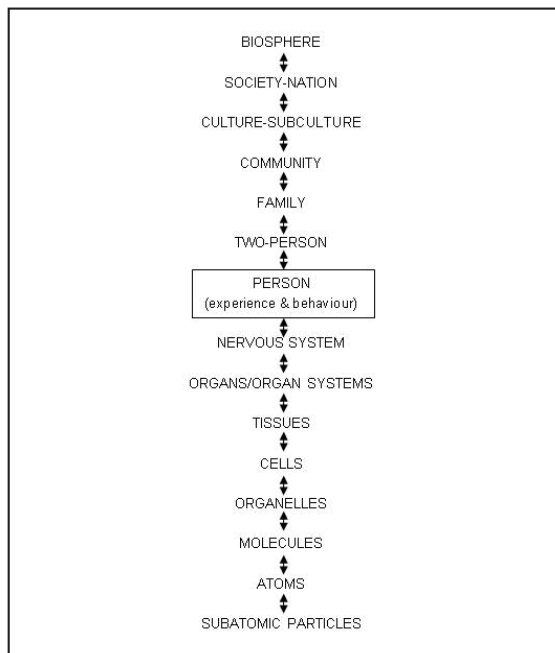 BIOSPHERE
SOCIETY-NATION
CULTURE-SUBCULTURE
COMMUNITY
FAMILY
TWO-PERSON
PERSON
(experience & behaviour)
NERVOUS SYSTEM
ORGANS/ORGAN SYSTEMS
TISSUES
CELLS
ORGANELLES
MOLECULES
ATOMS
SUBATOMIC PARTICLES